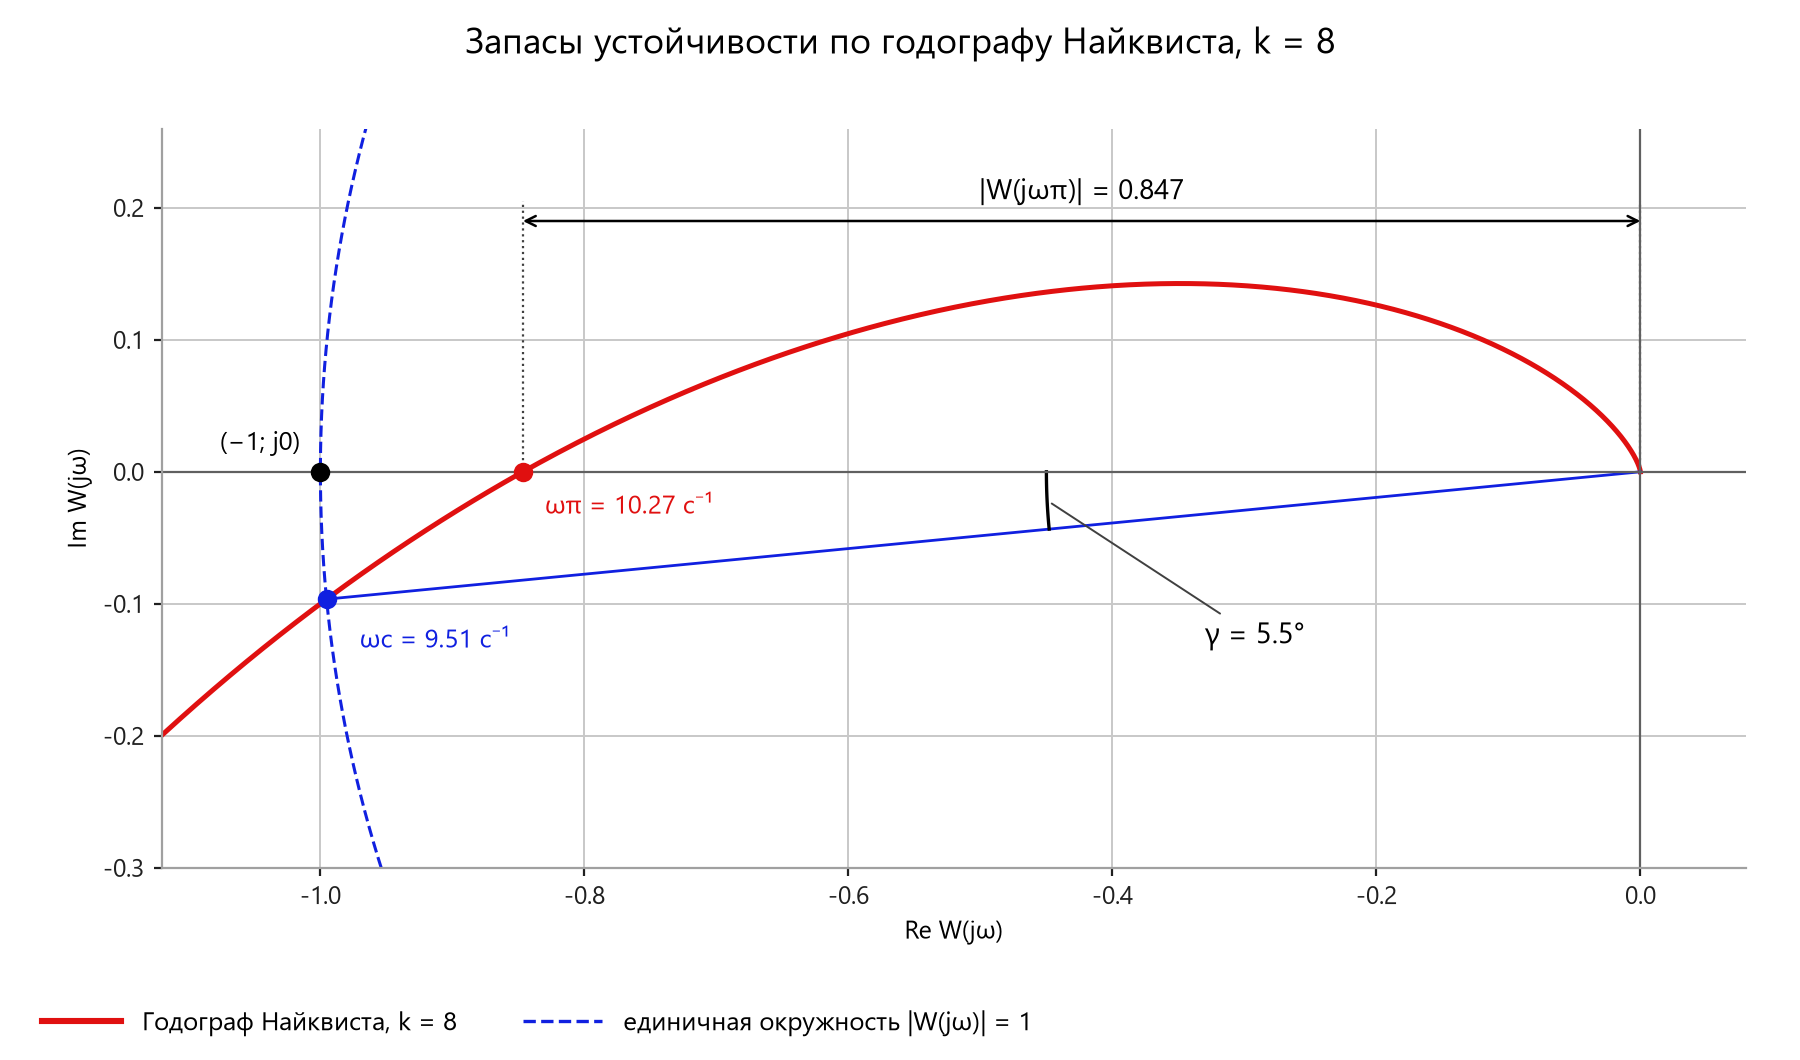 Запасы устойчивости по годографу Найквиста, k = 8
|W(jωπ)| = 0.847
0.2
0.1
(−1; j0)
0.0
ωπ = 10.27 с⁻¹
-0.1
ωс = 9.51 с⁻¹
γ = 5.5°
-0.2
-0.3
Im W(jω)
-1.0 -0.8 -0.6 -0.4 -0.2 0.0
Re W(jω)
Годограф Найквиста, k = 8
единичная окружность |W(jω)| = 1